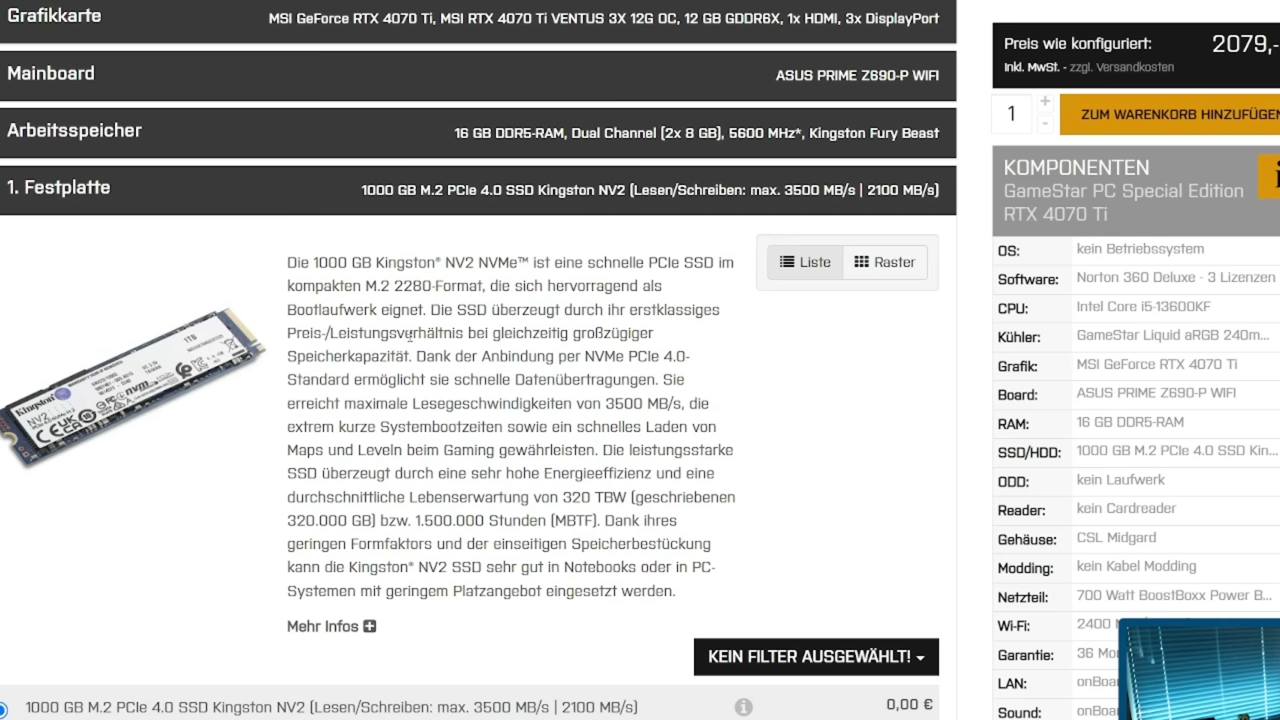 Grafikkarte
MSI GeForce RTX 4070 Ti, MSI RTX 4070 Ti VENTUS 3X 12G OC, 12 GB GDDR6X, 1x HDMI, 3x DisplayPort
Mainboard
ASUS PRIME Z690-P WIFI
Arbeitsspeicher
16 GB DDR5-RAM, Dual Channel (2x 8 GB), 5600 MHz*, Kingston Fury Beast
1. Festplatte
1000 GB M.2 PCIe 4.0 SSD Kingston NV2 (Lesen/Schreiben: max. 3500 MB/s | 2100 MB/s)
Die 1000 GB Kingston® NV2 NVMe™ ist eine schnelle PCIe SSD im
kompakten M.2 2280-Format, die sich hervorragend als
Bootlaufwerk eignet. Die SSD überzeugt durch ihr erstklassiges
Preis-/Leistungsverhältnis bei gleichzeitig großzügiger
Speicherkapazität. Dank der Anbindung per NVMe PCIe 4.0-
Standard ermöglicht sie schnelle Datenübertragungen. Sie
erreicht maximale Lesegeschwindigkeiten von 3500 MB/s, die
extrem kurze Systembootzeiten sowie ein schnelles Laden von
Maps und Leveln beim Gaming gewährleisten. Die leistungsstarke
SSD überzeugt durch eine sehr hohe Energieeffizienz und eine
durchschnittliche Lebenserwartung von 320 TBW (geschriebenen
320.000 GB) bzw. 1.500.000 Stunden (MBTF). Dank ihres
geringen Formfaktors und der einseitigen Speicherbestückung
kann die Kingston® NV2 SSD sehr gut in Notebooks oder in PC-
Systemen mit geringem Platzangebot eingesetzt werden.
Mehr Infos
Liste
Raster
Kingston
NV2
1TB
KEIN FILTER AUSGEWÄHLT!
1000 GB M.2 PCIe 4.0 SSD Kingston NV2 (Lesen/Schreiben: max. 3500 MB/s | 2100 MB/s)
0,00 €
Preis wie konfiguriert: 2079,-
Inkl. MwSt. - zzgl. Versandkosten
1
+
-
ZUM WARENKORB HINZUFÜGEN
KOMPONENTEN
GameStar PC Special Edition
RTX 4070 Ti
OS: kein Betriebssystem
Software: Norton 360 Deluxe - 3 Lizenzen
CPU: Intel Core i5-13600KF
Kühler: GameStar Liquid aRGB 240m...
Grafik: MSI GeForce RTX 4070 Ti
Board: ASUS PRIME Z690-P WIFI
RAM: 16 GB DDR5-RAM
SSD/HDD: 1000 GB M.2 PCIe 4.0 SSD Kin...
ODD: kein Laufwerk
Reader: kein Cardreader
Gehäuse: CSL Midgard
Modding: kein Kabel Modding
Netzteil: 700 Watt BoostBoxx Power B...
Wi-Fi: 2400
Garantie: 36 Mo
LAN: onBoa
Sound: onBoa